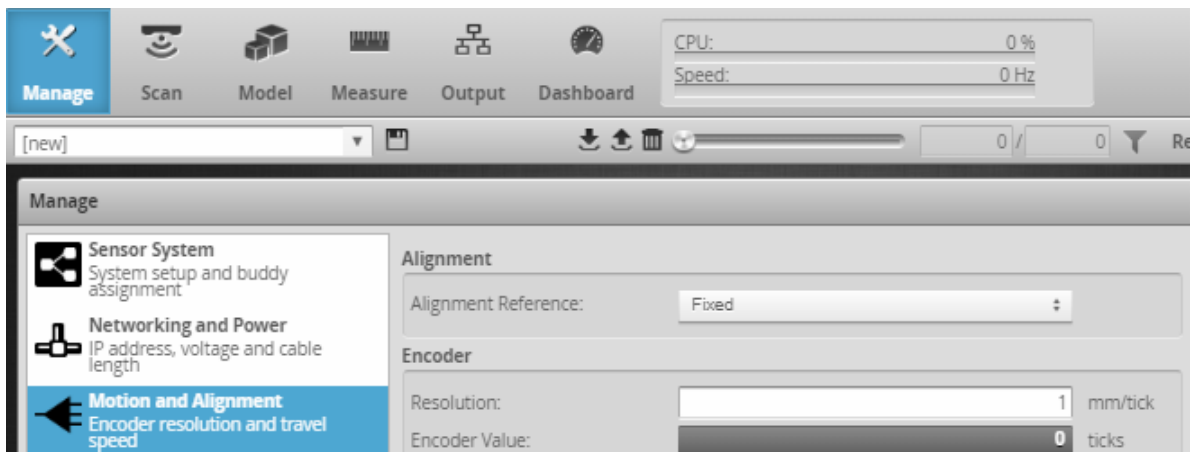 Manage Scan Model Measure Output Dashboard
CPU: 0 %
Speed: 0 Hz
[new]
0 / 0 Re
Manage
Sensor System
System setup and buddy
assignment
Networking and Power
IP address, voltage and cable
length
Motion and Alignment
Encoder resolution and travel
speed
Alignment
Alignment Reference: Fixed
Encoder
Resolution: 1 mm/tick
Encoder Value: 0 ticks